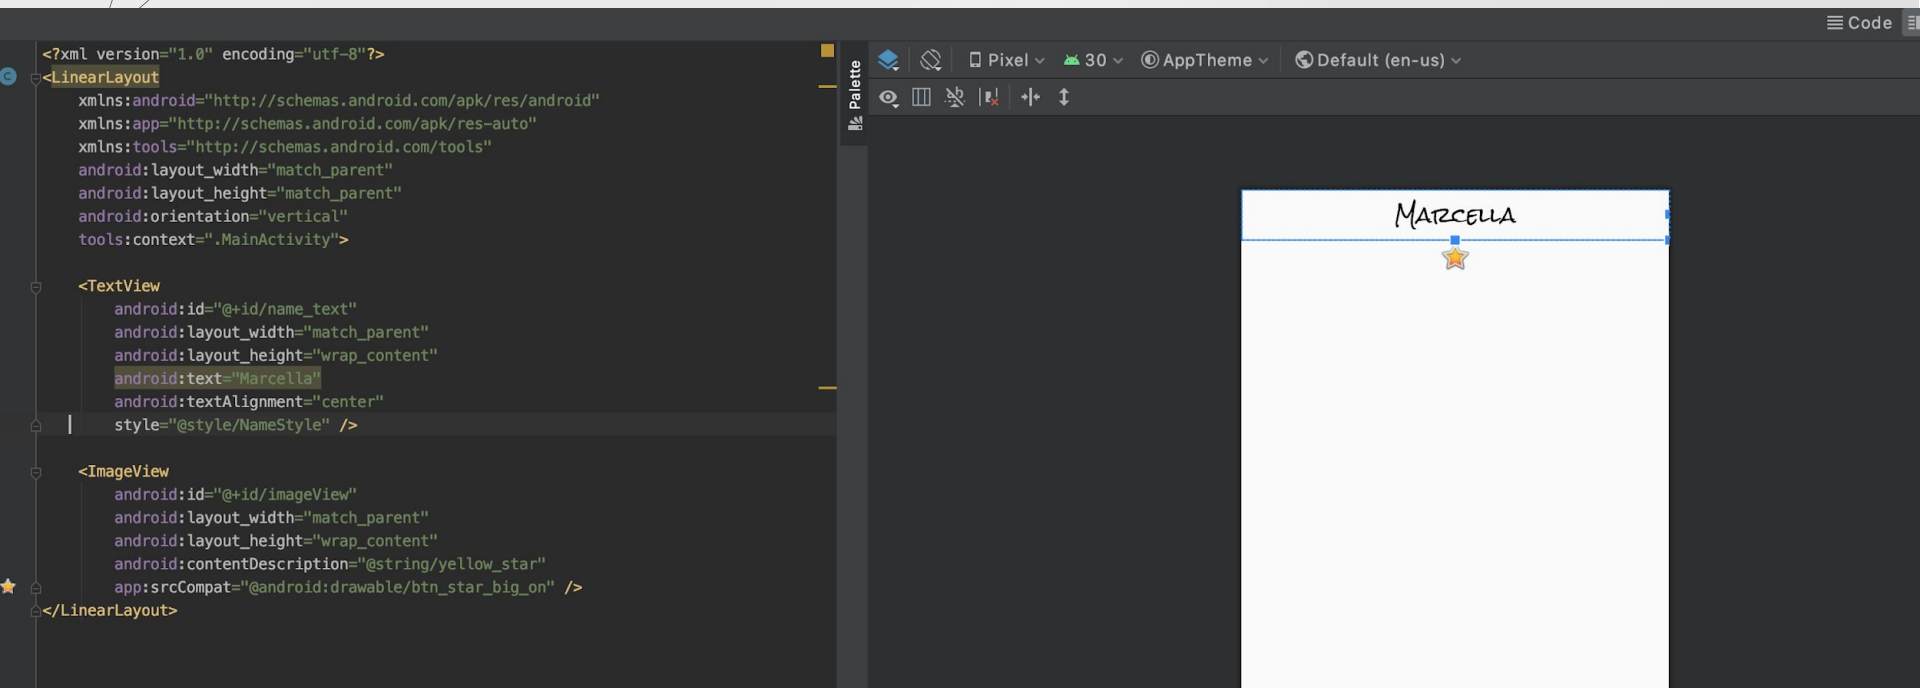 Code
<?xml version="1.0" encoding="utf-8"?>
<LinearLayout
xmlns:android="http://schemas.android.com/apk/res/android"
xmlns:app="http://schemas.android.com/apk/res-auto"
xmlns:tools="http://schemas.android.com/tools"
android:layout_width="match_parent"
android:layout_height="match_parent"
android:orientation="vertical"
tools:context=".MainActivity">
<TextView
android:id="@+id/name_text"
android:layout_width="match_parent"
android:layout_height="wrap_content"
android:text="Marcella"
android:textAlignment="center"
style="@style/NameStyle" />
<ImageView
android:id="@+id/imageView"
android:layout_width="match_parent"
android:layout_height="wrap_content"
android:contentDescription="@string/yellow_star"
app:srcCompat="@android:drawable/btn_star_big_on" />
</LinearLayout>
Palette
Pixel 30 AppTheme Default (en-us)
Marcella
C